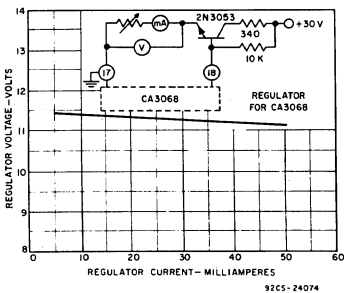 14
13
12
11
10
9
8
REGULATOR VOLTAGE-VOLTS
mA
2N3053
340
+30V
V
10 K
17
18
CA3068
REGULATOR
FOR CA3068
0 10 20 30 40 50 60
REGULATOR CURRENT-MILLIAMPERES
92CS-24074